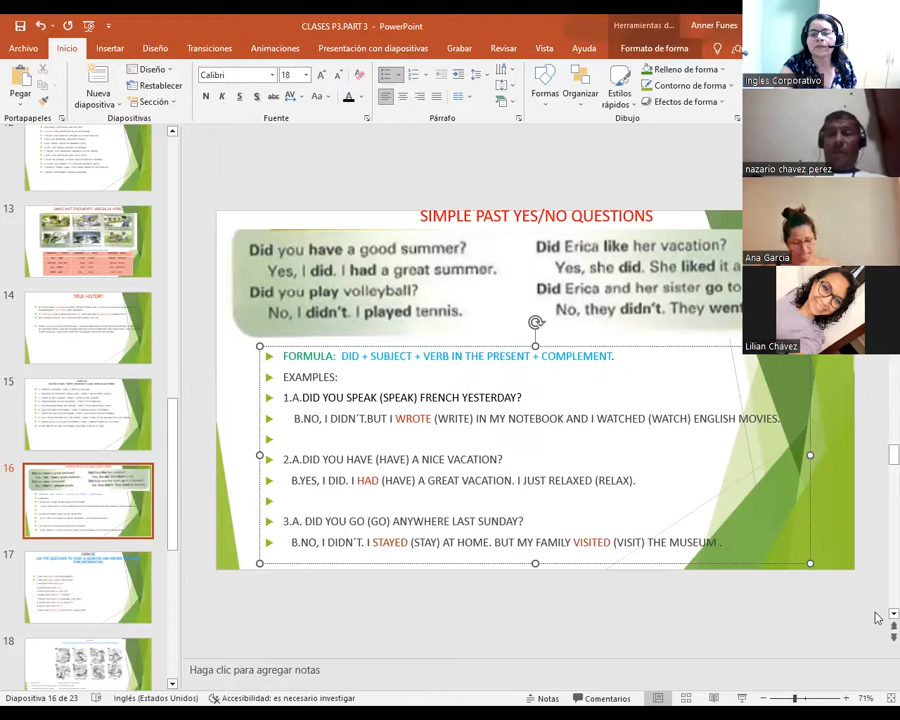 CLASES P3.PART 3 - PowerPoint
Herramientas d...
Anner Funes
Archivo
Inicio
Insertar
Diseño
Transiciones
Animaciones
Presentación con diapositivas
Grabar
Revisar
Vista
Ayuda
Formato de forma
Pegar
Nueva diapositiva
Diseño
Restablecer
Sección
Calibri
18
N K S S abc AV Aa A
Formas
Organizar
Estilos rápidos
Relleno de forma
Contorno de forma
Efectos de forma
Portapapeles
Diapositivas
Fuente
Párrafo
Dibujo
Ingles Corporativo
nazario chavez perez
Ana Garcia
Lilian Chávez
13
14
TRUE HISTORY
15
16
17
EXERCISE
18
SIMPLE PAST YES/NO QUESTIONS
Did you have a good summer?
Yes, I did. I had a great summer.
Did you play volleyball?
No, I didn't. I played tennis.
Did Erica like her vacation?
Yes, she did. She liked it a
Did Erica and her sister go to
No, they didn't. They went
FORMULA: DID + SUBJECT + VERB IN THE PRESENT + COMPLEMENT.
EXAMPLES:
1.A.DID YOU SPEAK (SPEAK) FRENCH YESTERDAY?
B.NO, I DIDN´T.BUT I WROTE (WRITE) IN MY NOTEBOOK AND I WATCHED (WATCH) ENGLISH MOVIES.
2.A.DID YOU HAVE (HAVE) A NICE VACATION?
B.YES, I DID. I HAD (HAVE) A GREAT VACATION. I JUST RELAXED (RELAX).
3.A. DID YOU GO (GO) ANYWHERE LAST SUNDAY?
B.NO, I DIDN´T. I STAYED (STAY) AT HOME. BUT MY FAMILY VISITED (VISIT) THE MUSEUM .
Haga clic para agregar notas
Diapositiva 16 de 23
Inglés (Estados Unidos)
Accesibilidad: es necesario investigar
Notas
Comentarios
71%